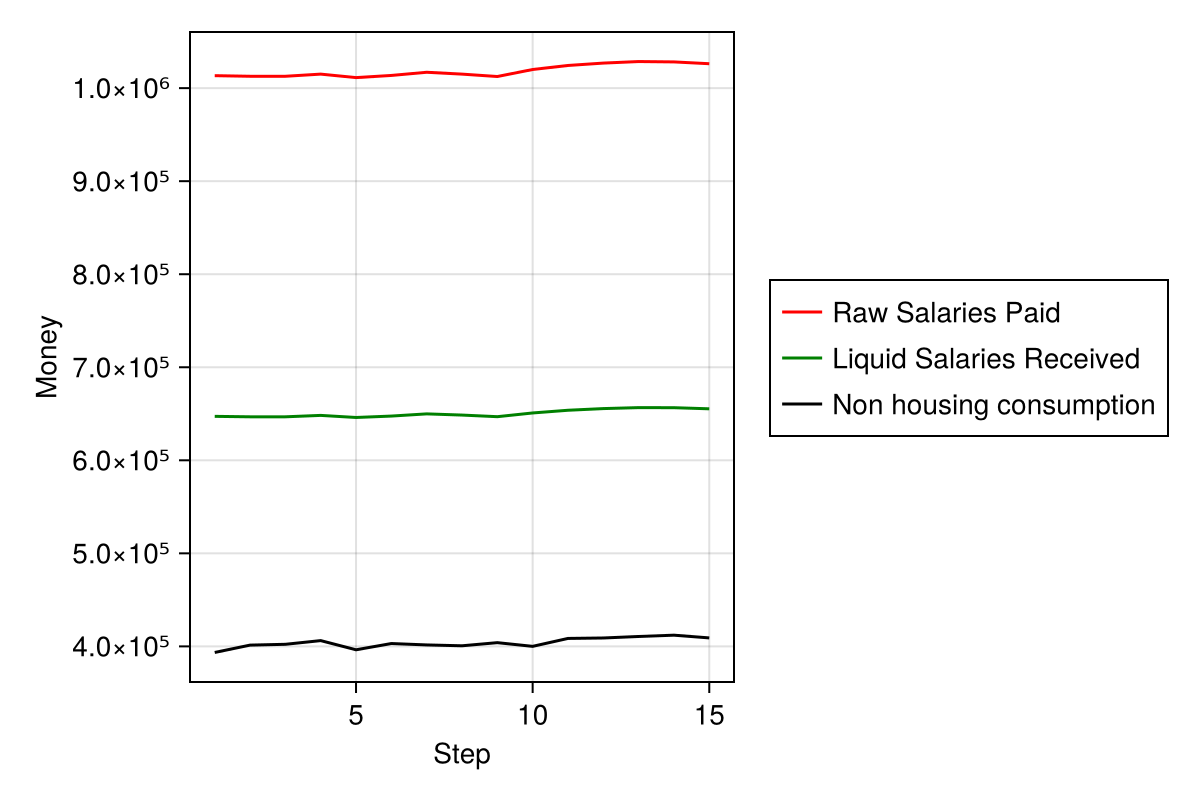 1.0×10⁶
9.0×10⁵
8.0×10⁵
7.0×10⁵
6.0×10⁵
5.0×10⁵
4.0×10⁵
Money
5 10 15
Step
Raw Salaries Paid
Liquid Salaries Received
Non housing consumption